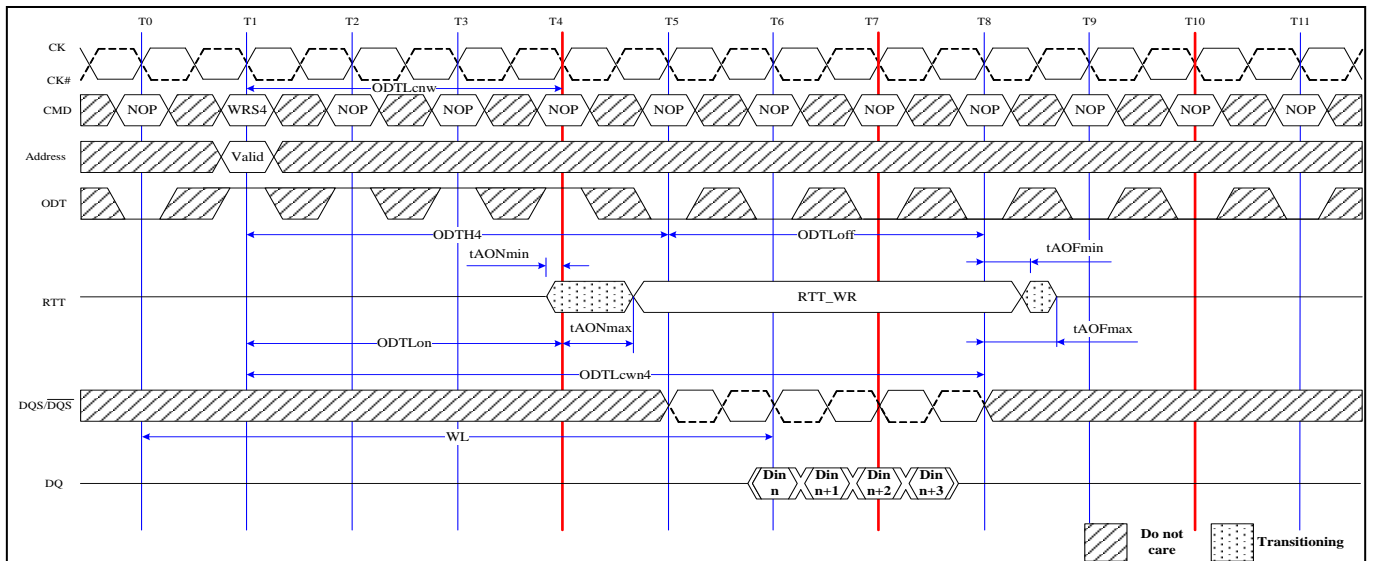 T0 T1 T2 T3 T4 T5 T6 T7 T8 T9 T10 T11
CK
CK#
ODTLcnw
CMD NOP WRS4 NOP NOP NOP NOP NOP NOP NOP NOP NOP NOP
Address Valid
ODT
ODTH4 ODTLoff
tAONmin tAOFmin
RTT RTT_WR
tAONmax tAOFmax
ODTLon
ODTLcwn4
DQS/DQS
WL
DQ
Din n Din n+1 Din n+2 Din n+3
Do not care
Transitioning